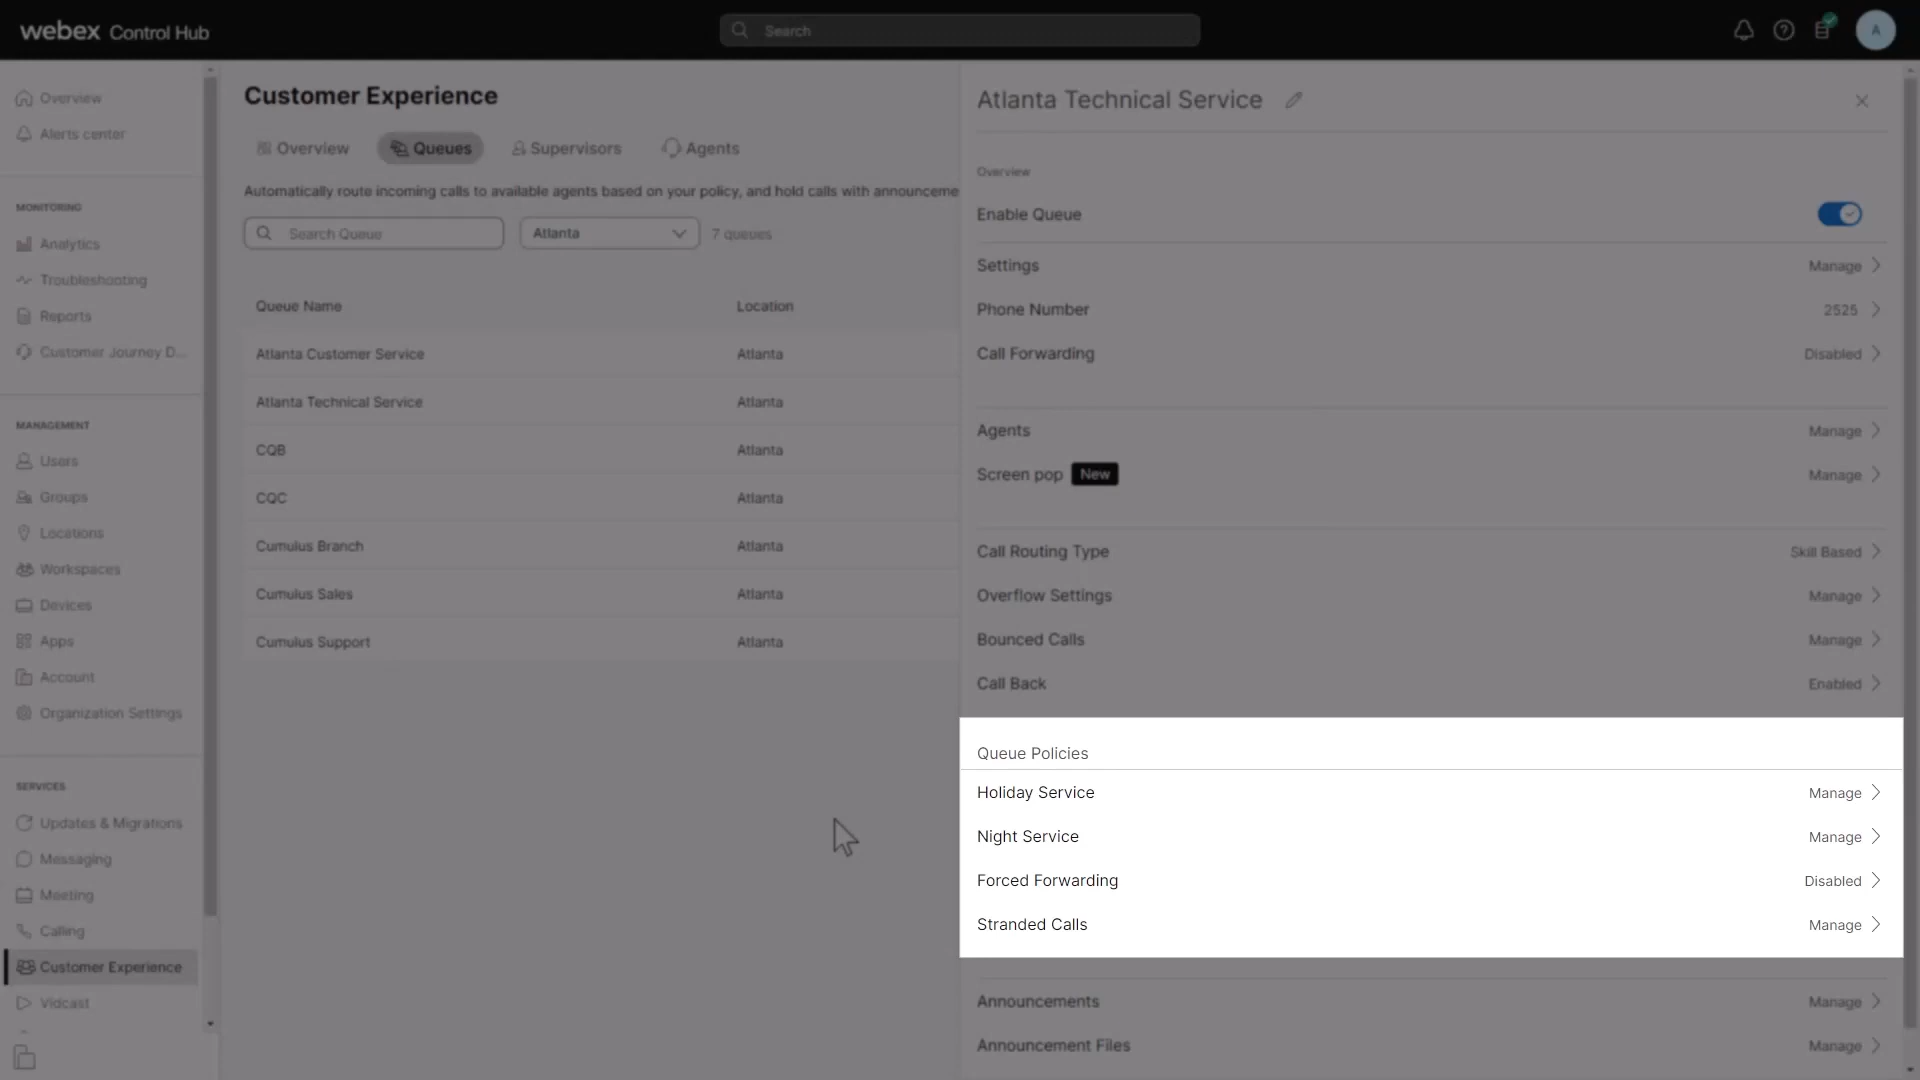 webex Control Hub
Search
A
Overview
Alerts center
MONITORING
Analytics
Troubleshooting
Reports
Customer Journey D...
MANAGEMENT
Users
Groups
Locations
Workspaces
Devices
Apps
Account
Organization Settings
SERVICES
Updates & Migrations
Messaging
Meeting
Calling
Customer Experience
Vidcast
Customer Experience
Overview Queues Supervisors Agents
Automatically route incoming calls to available agents based on your policy, and hold calls with announceme
Search Queue Atlanta 7 queues
Queue Name Location
Atlanta Customer Service Atlanta
Atlanta Technical Service Atlanta
CQB Atlanta
CQC Atlanta
Cumulus Branch Atlanta
Cumulus Sales Atlanta
Cumulus Support Atlanta
Atlanta Technical Service
Overview
Enable Queue
Settings Manage
Phone Number 2525
Call Forwarding Disabled
Agents Manage
Screen pop New Manage
Call Routing Type Skill Based
Overflow Settings Manage
Bounced Calls Manage
Call Back Enabled
Queue Policies
Holiday Service Manage
Night Service Manage
Forced Forwarding Disabled
Stranded Calls Manage
Announcements Manage
Announcement Files Manage